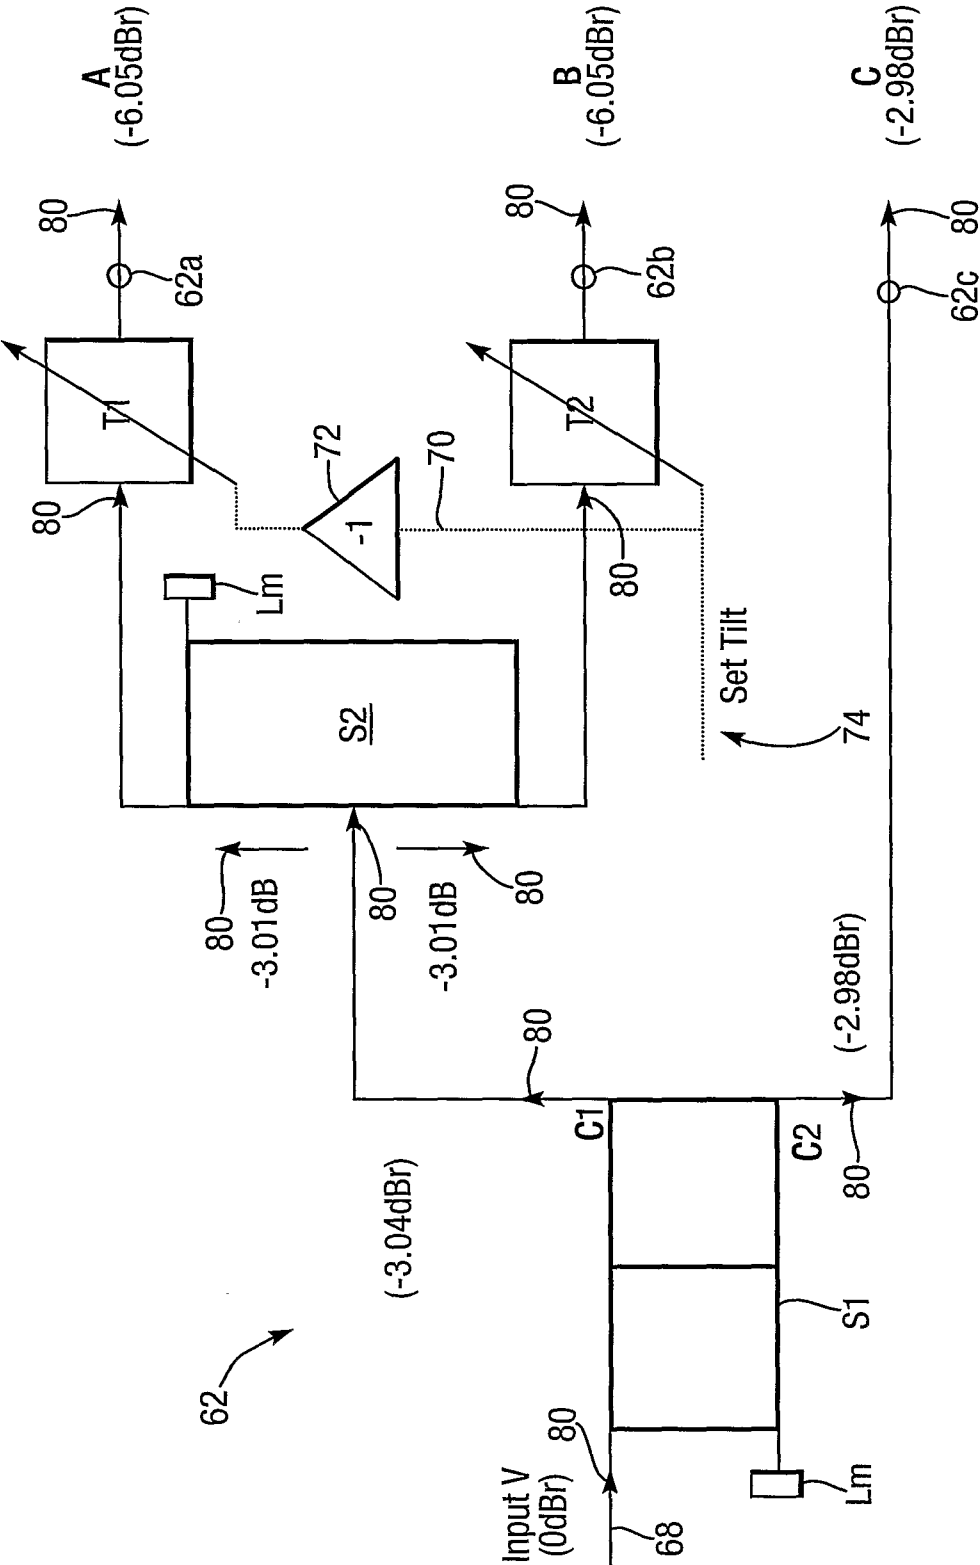 A
(-6.05dBr)
B
(-6.05dBr)
C
(-2.98dBr)
80
80
80
62a
62b
62c
T1
T2
72
70
-1
80
80
Lm
S2
Set Tilt
74
80
-3.01dB
80
-3.01dB
80
80
(-2.98dBr)
C1
C2
80
(-3.04dBr)
S1
62
80
Input V
(0dBr)
68
Lm